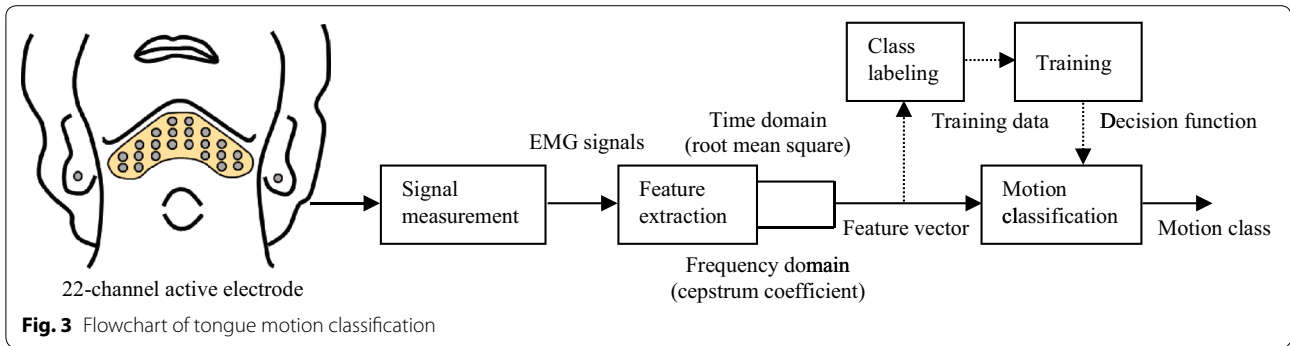 Class
labeling
Training
Time domain
(root mean square)
Training data
Decision function
EMG signals
Signal
measurement
Feature
extraction
Motion
classification
Feature vector
Motion class
Frequency domain
(cepstrum coefficient)
22-channel active electrode
Fig. 3 Flowchart of tongue motion classification